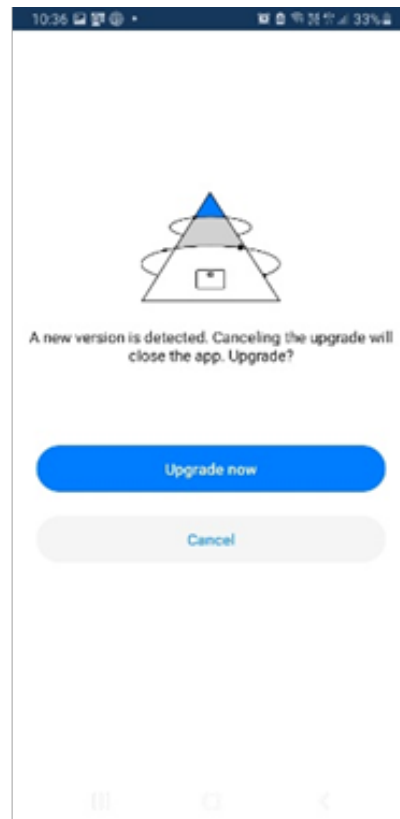 10:36
33%
A new version is detected. Canceling the upgrade will
close the app. Upgrade?
Upgrade now
Cancel